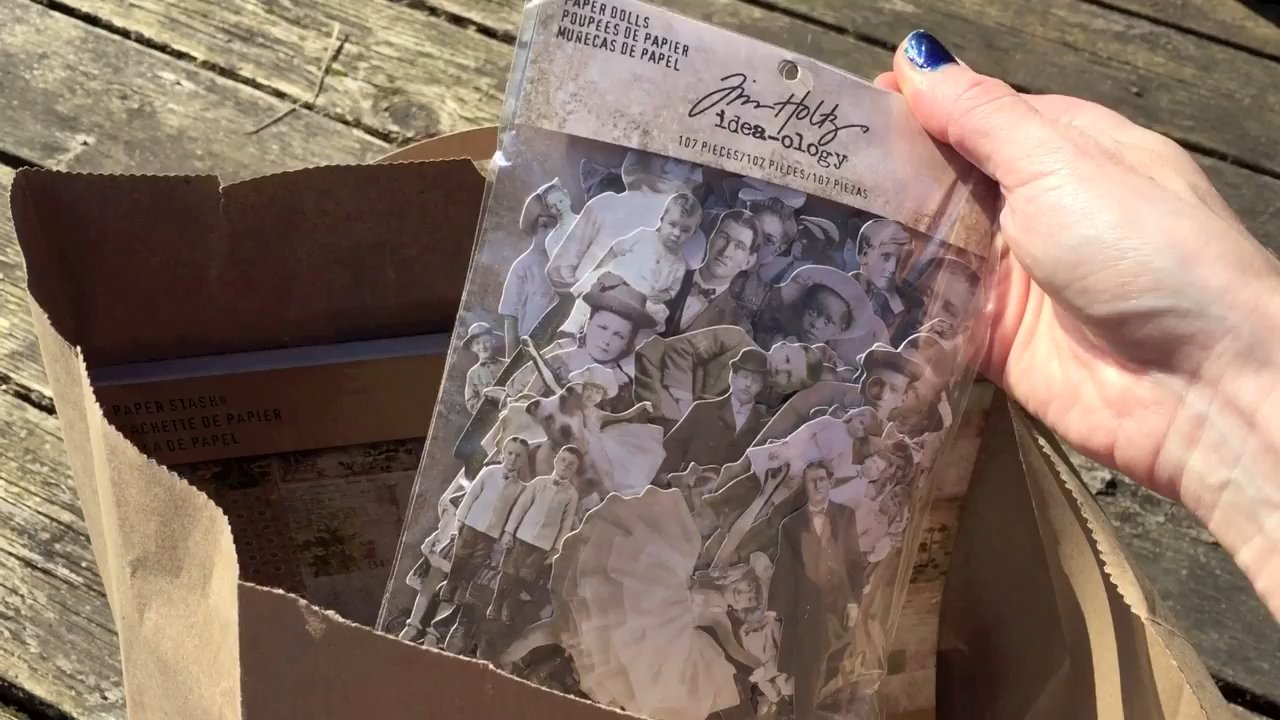 PAPER DOLLS
POUPÉES DE PAPIER
MUÑECAS DE PAPEL
Tim Holtz
idea-ology
107 PIECES/107 PIÈCES/107 PIEZAS
PAPER STASH®
CACHETTE DE PAPIER
DE PAPEL